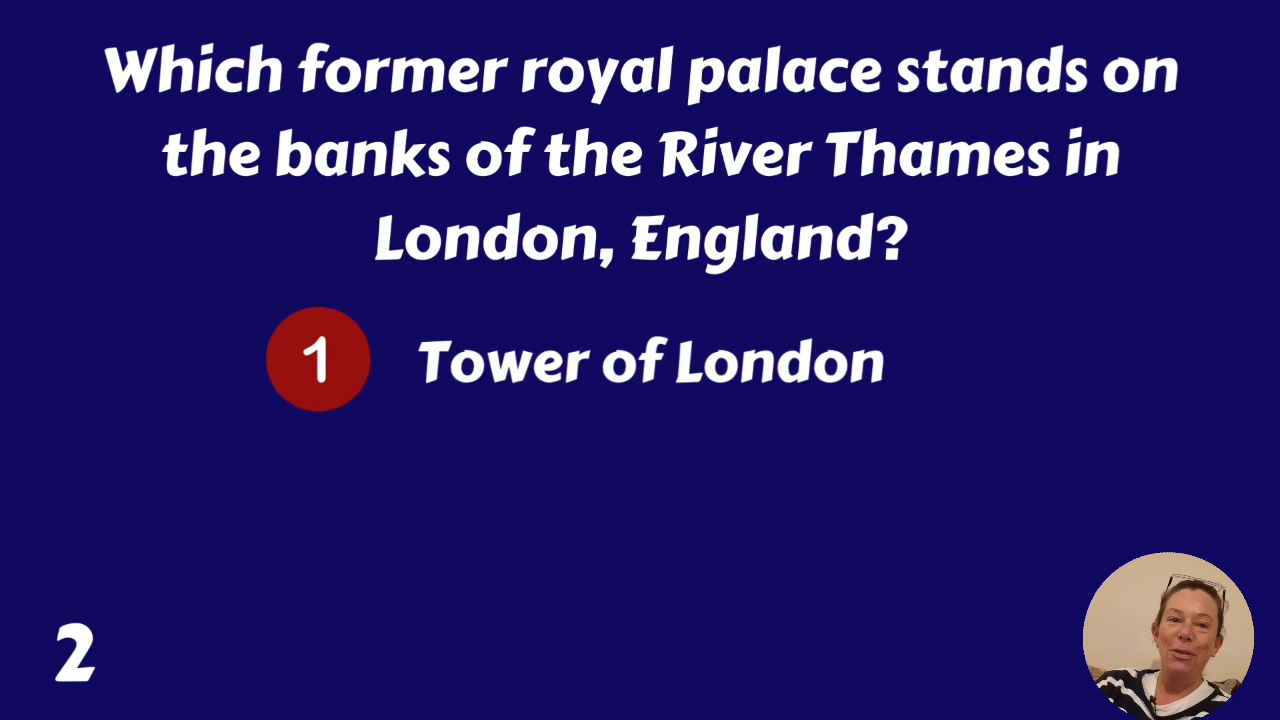 Which former royal palace stands on
the banks of the River Thames in
London, England?
1 Tower of London
2